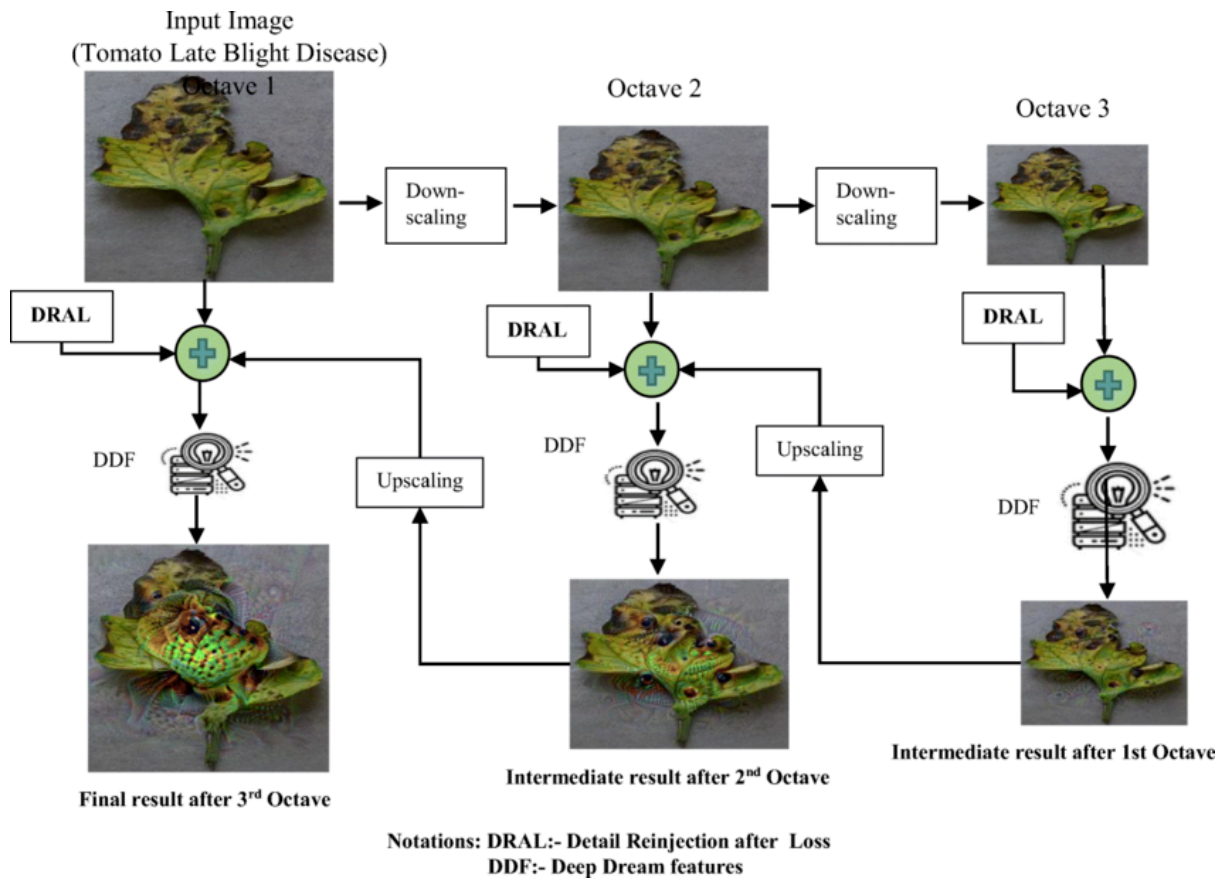 Input Image
(Tomato Late Blight Disease)
Octave 1
Octave 2
Octave 3
Down-
scaling
Down-
scaling
DRAL
DRAL
DRAL
DDF
Upscaling
DDF
Upscaling
DDF
Final result after 3rd Octave
Intermediate result after 2nd Octave
Intermediate result after 1st Octave
Notations: DRAL:- Detail Reinjection after Loss
DDF:- Deep Dream features